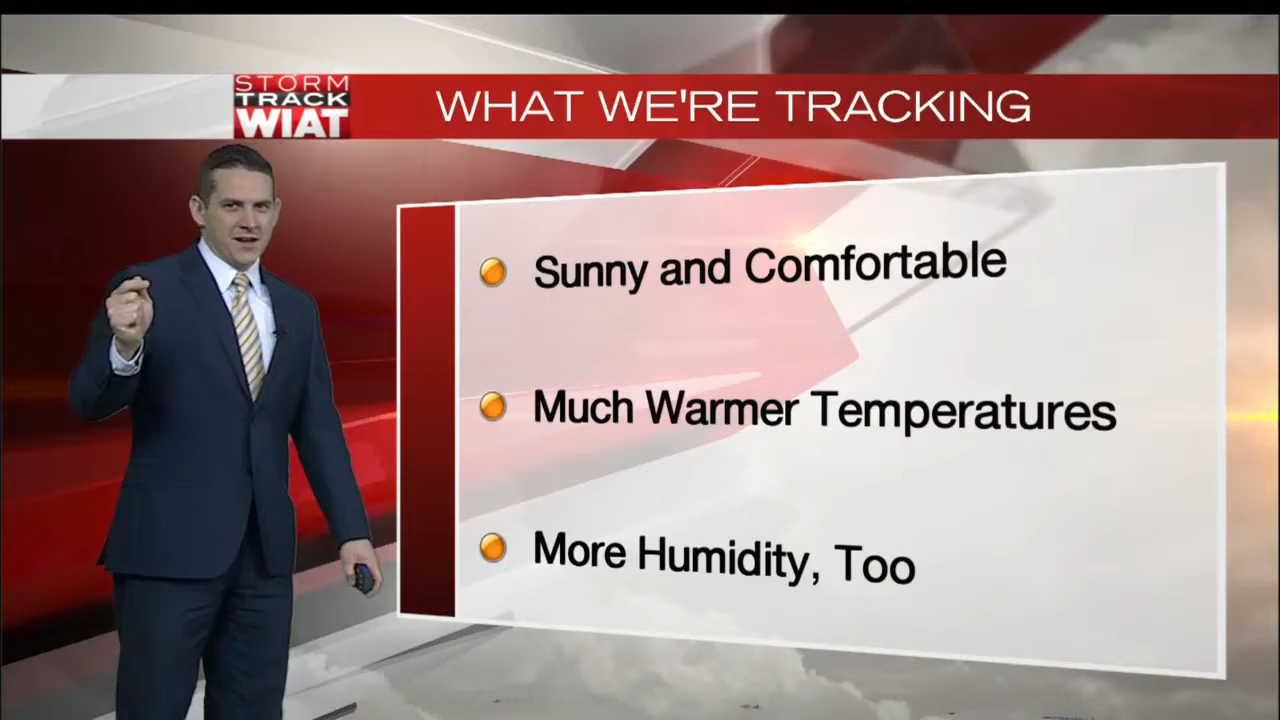 STORM
TRACK
WIAT
WHAT WE'RE TRACKING
Sunny and Comfortable
Much Warmer Temperatures
More Humidity, Too